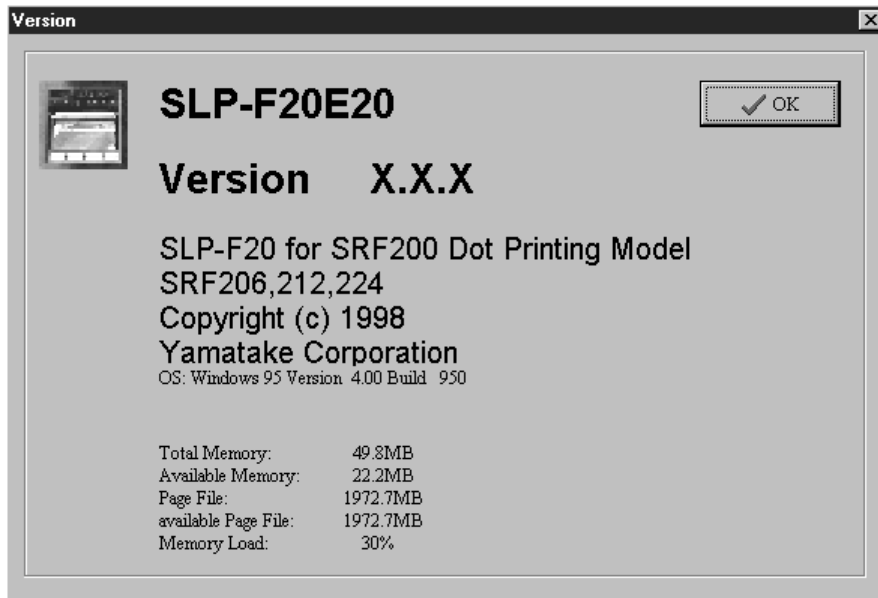 Version
SLP-F20E20
OK
Version X.X.X
SLP-F20 for SRF200 Dot Printing Model
SRF206,212,224
Copyright (c) 1998
Yamatake Corporation
OS: Windows 95 Version 4.00 Build 950
Total Memory: 49.8MB
Available Memory: 22.2MB
Page File: 1972.7MB
available Page File: 1972.7MB
Memory Load: 30%